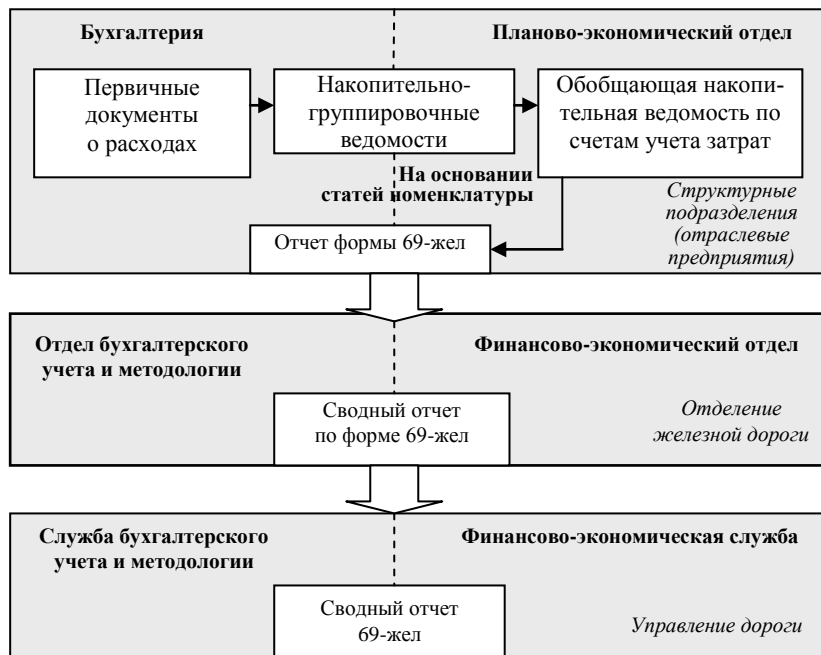 Бухгалтерия
Планово-экономический отдел
Первичные
документы
о расходах
Накопительно-
группировочные
ведомости
Обобщающая накопи-
тельная ведомость по
счетам учета затрат
На основании
статей номенклатуры
Структурные
подразделения
(отраслевые
предприятия)
Отчет формы 69-жел
Отдел бухгалтерского
учета и методологии
Финансово-экономический отдел
Сводный отчет
по форме 69-жел
Отделение
железной дороги
Служба бухгалтерского
учета и методологии
Финансово-экономическая служба
Сводный отчет
69-жел
Управление дороги